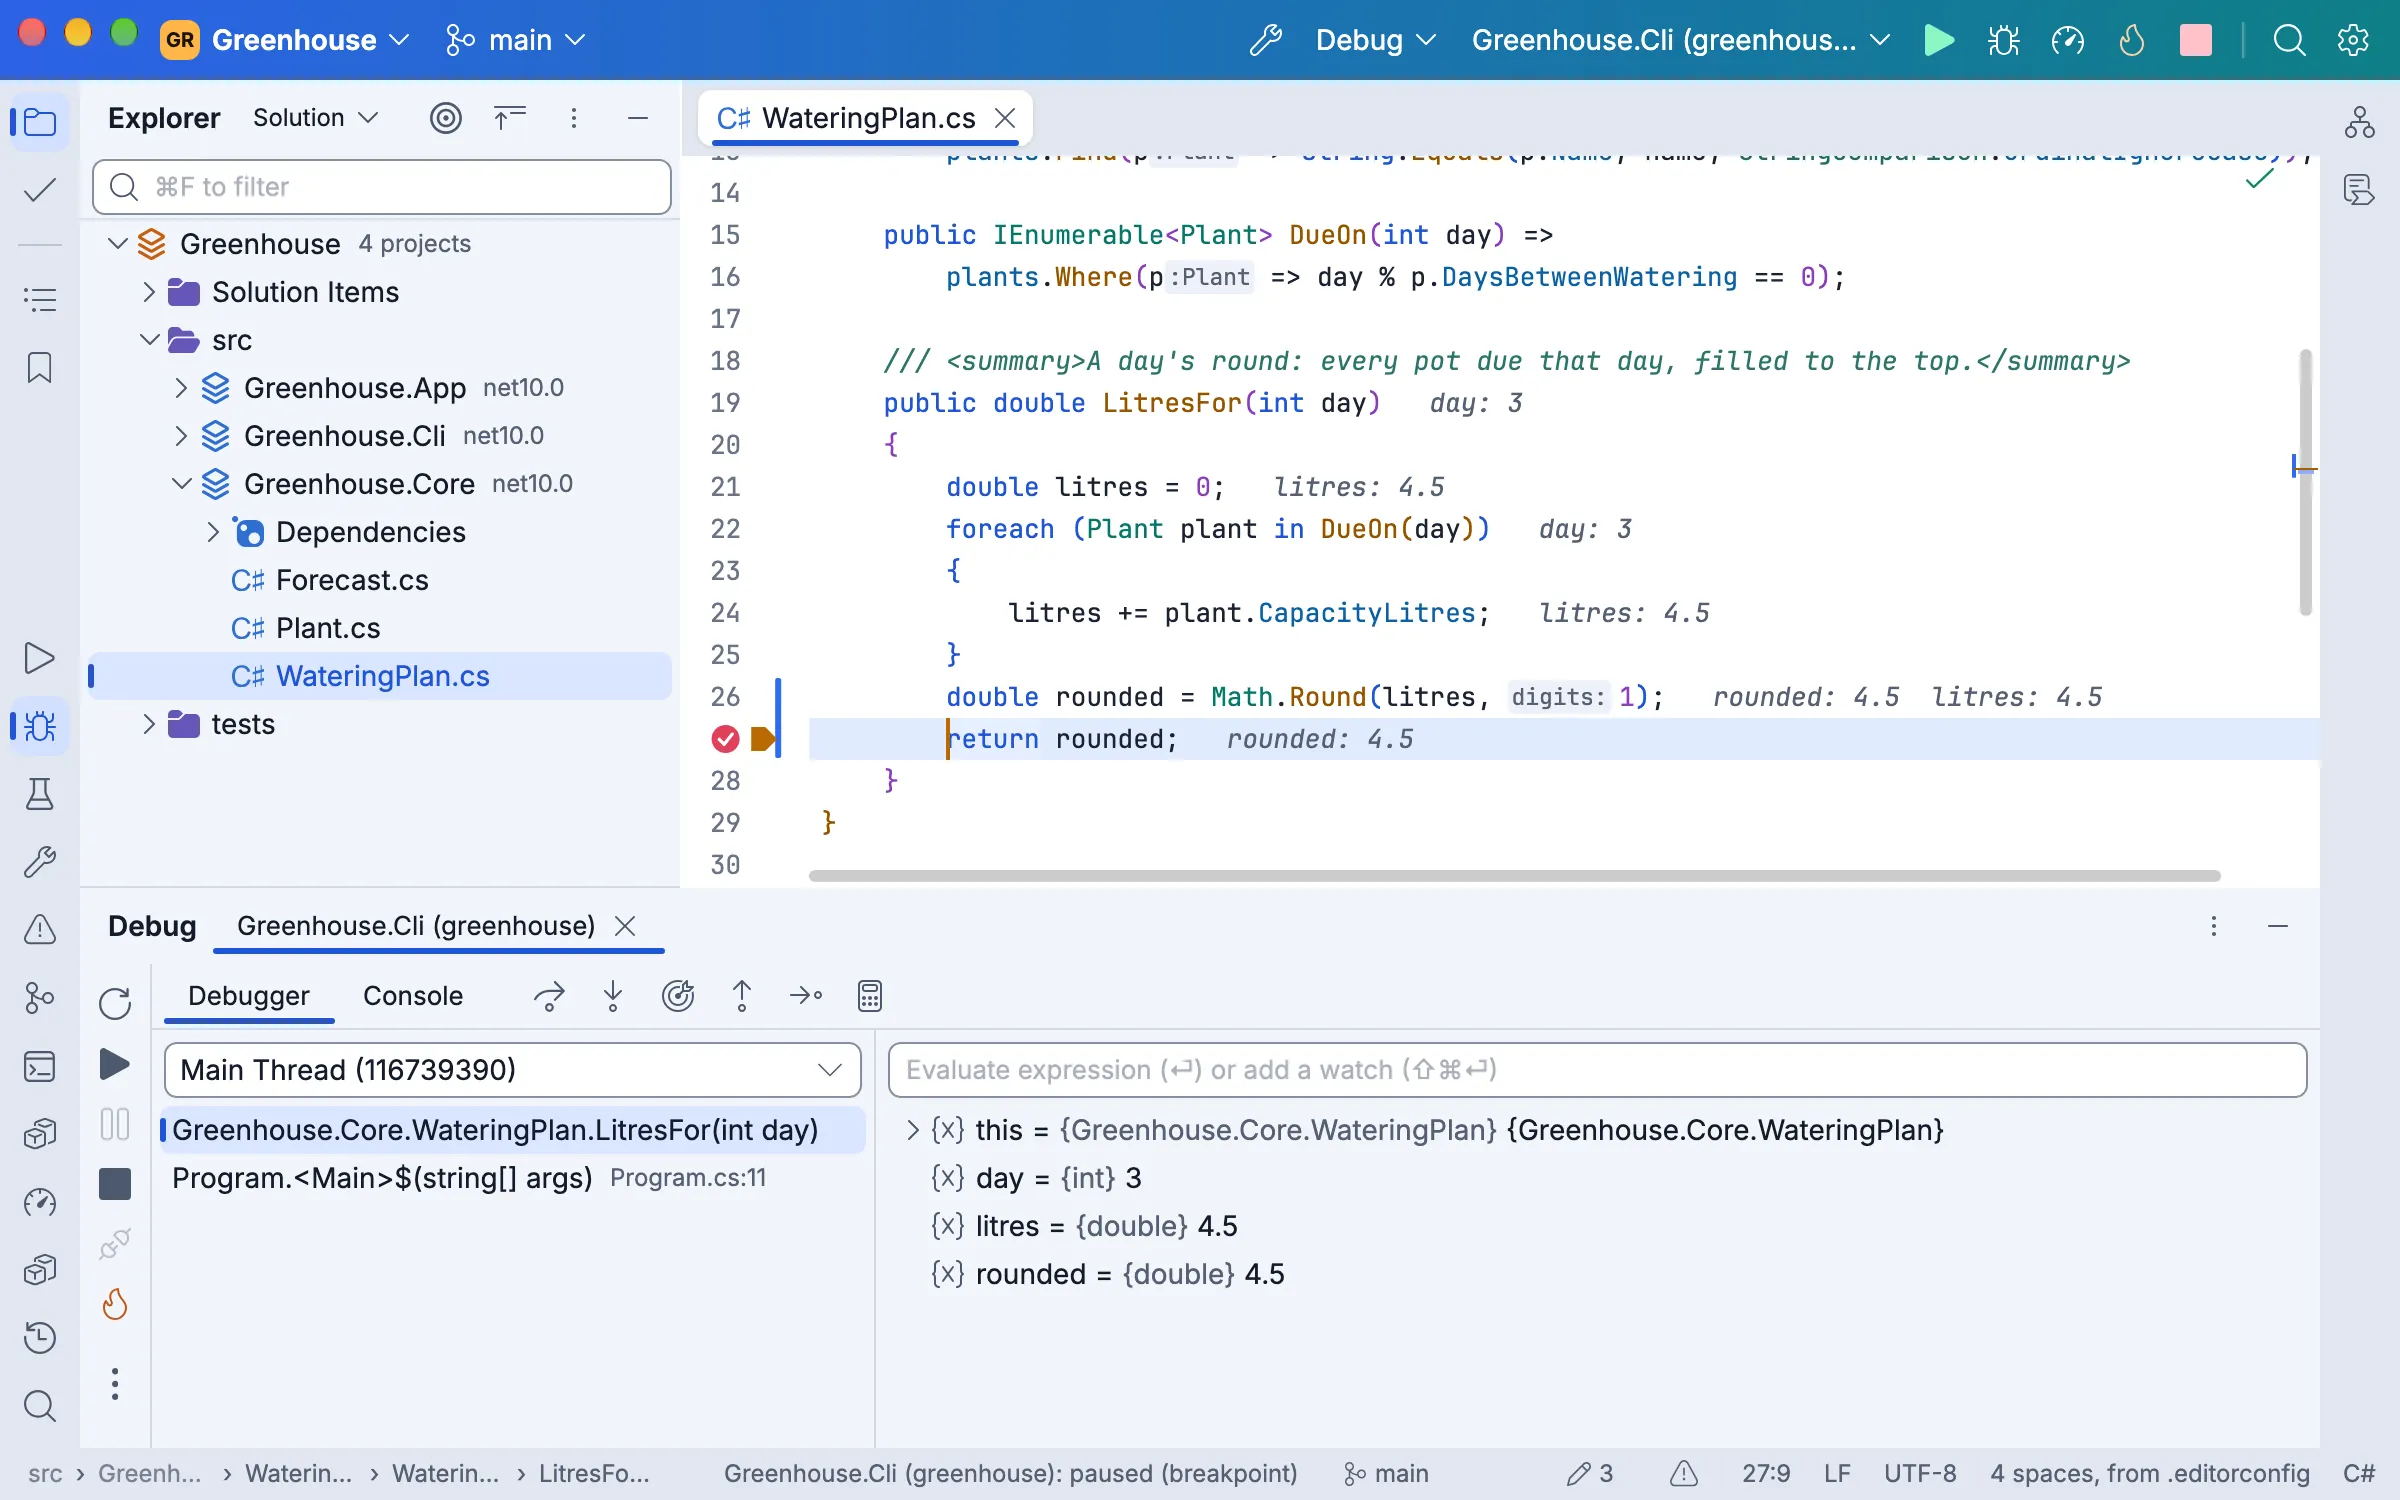 GR Greenhouse main Debug Greenhouse.Cli (greenhous...
Explorer Solution
⌘F to filter
Greenhouse 4 projects
Solution Items
src
Greenhouse.App net10.0
Greenhouse.Cli net10.0
Greenhouse.Core net10.0
Dependencies
C# Forecast.cs
C# Plant.cs
C# WateringPlan.cs
tests
C# WateringPlan.cs
14
15 public IEnumerable<Plant> DueOn(int day) =>
16 plants.Where(p :Plant => day % p.DaysBetweenWatering == 0);
17
18 /// <summary>A day's round: every pot due that day, filled to the top.</summary>
19 public double LitresFor(int day) day: 3
20 {
21 double litres = 0; litres: 4.5
22 foreach (Plant plant in DueOn(day)) day: 3
23 {
24 litres += plant.CapacityLitres; litres: 4.5
25 }
26 double rounded = Math.Round(litres, digits: 1); rounded: 4.5 litres: 4.5
return rounded; rounded: 4.5
28 }
29 }
30
Debug Greenhouse.Cli (greenhouse)
Debugger Console
Main Thread (116739390)
Greenhouse.Core.WateringPlan.LitresFor(int day)
Program.<Main>$(string[] args) Program.cs:11
Evaluate expression (⏎) or add a watch (⇧⌘⏎)
{x} this = {Greenhouse.Core.WateringPlan} {Greenhouse.Core.WateringPlan}
{x} day = {int} 3
{x} litres = {double} 4.5
{x} rounded = {double} 4.5
src › Greenh... › Waterin... › Waterin... › LitresFo... Greenhouse.Cli (greenhouse): paused (breakpoint) main 3 27:9 LF UTF-8 4 spaces, from .editorconfig C#